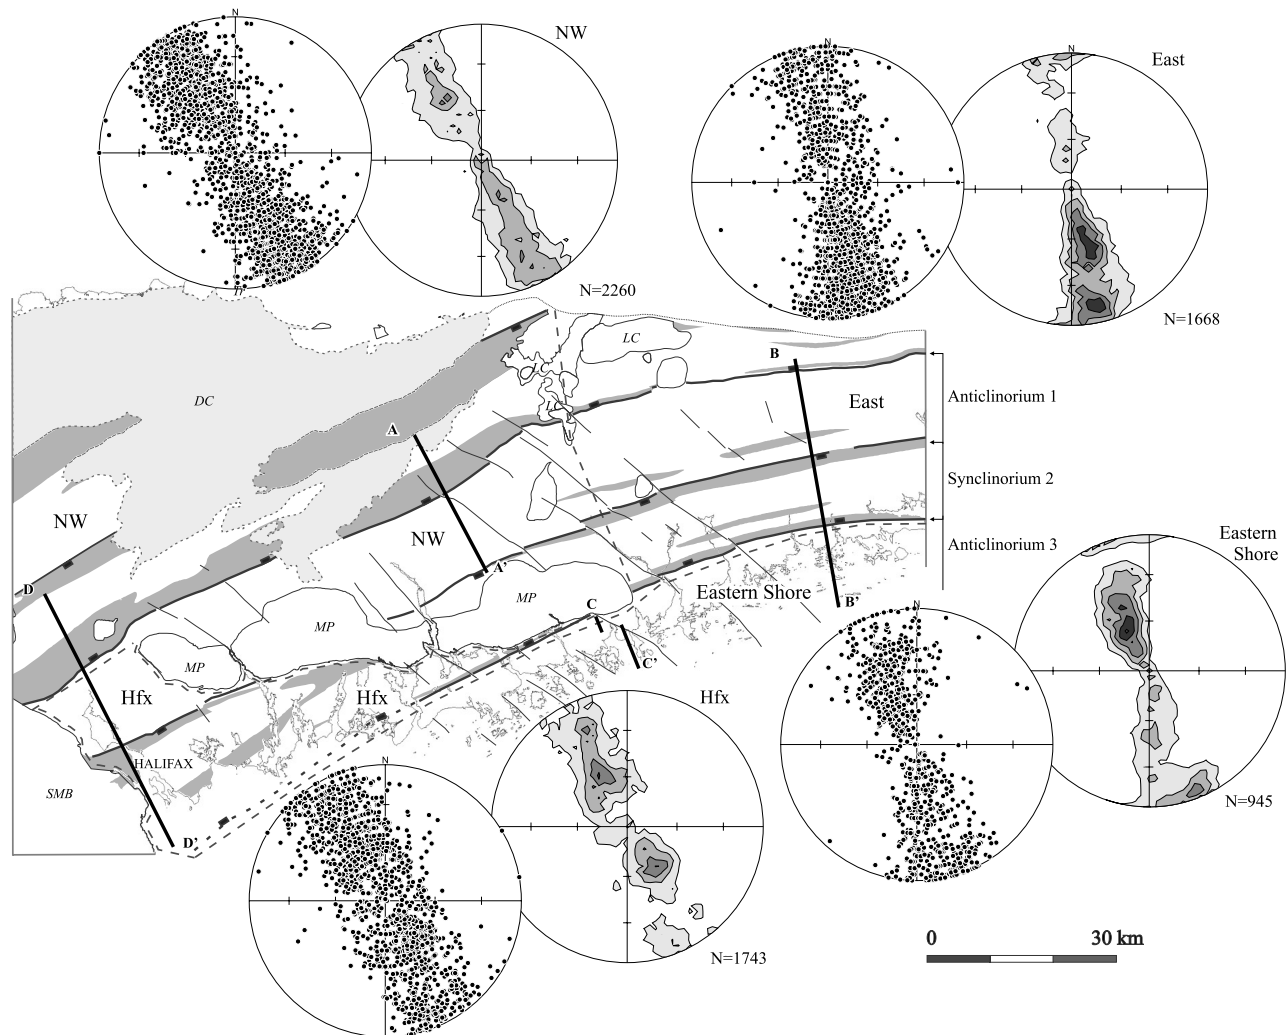 N
NW
N
N
East
N=2260
N=1668
LC
B
East
Anticlinorium 1
DC
A
Synclinorium 2
NW
NW
Anticlinorium 3
A'
D
MP
Eastern Shore
B'
C
MP
C'
MP
Hfx
Hfx
Hfx
HALIFAX
SMB
D'
N
N
Eastern
Shore
N=945
N
N=1743
0 30 km